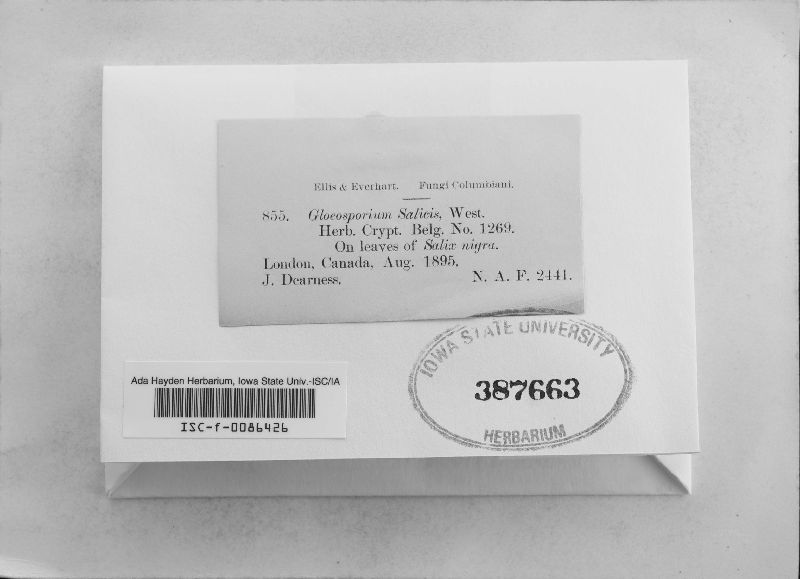 Ellis & Everhart. Fungi Columbiani.
855. Gloeosporium Salicis, West.
Herb. Crypt. Belg. No. 1269.
On leaves of Salix nigra.
London, Canada, Aug. 1895.
J. Dearness. N. A. F. 2441.
IOWA STATE UNIVERSITY
387663
HERBARIUM
Ada Hayden Herbarium, Iowa State Univ.-ISC/IA
ISC-f-0086426